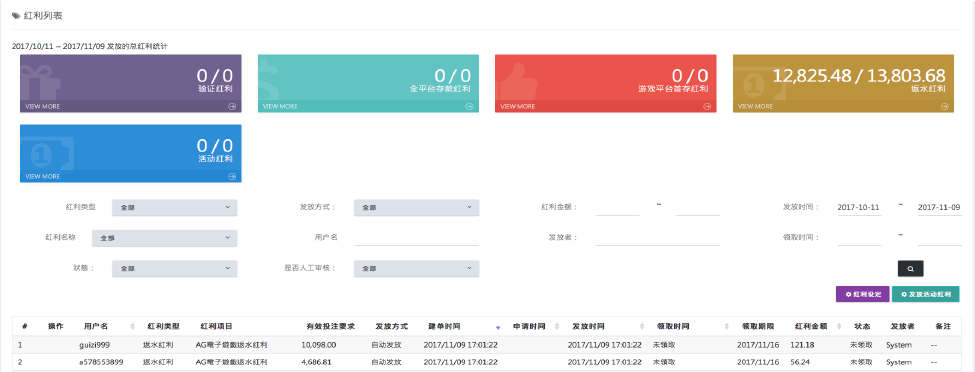 红利列表
2017/10/11 ~ 2017/11/09 发放的总红利统计
0 / 0
验证红利
VIEW MORE
0 / 0
全平台存款红利
VIEW MORE
0 / 0
游戏平台首存红利
VIEW MORE
12,825.48 / 13,803.68
返水红利
VIEW MORE
0 / 0
活动红利
VIEW MORE
红利类型 全部 发放方式: 全部 红利金额: ~ 发放时间: 2017-10-11 ~ 2017-11-09
红利名称 全部 用户名 发放者: 领取时间: ~
状態: 全部 是否人工审核: 全部
红利设定 发放活动红利
# 操作 用户名 红利类型 红利项目 有效投注要求 发放方式 建单时间 申请时间 发放时间 领取时间 领取期限 红利金额 状态 发放者 备注
1 guizi999 返水红利 AG電子遊戲返水红利 10,098.00 自动发放 2017/11/09 17:01:22 2017/11/09 17:01:22 未领取 2017/11/16 121.18 未领取 System --
2 a578553899 返水红利 AG電子遊戲返水红利 4,686.81 自动发放 2017/11/09 17:01:22 2017/11/09 17:01:22 未领取 2017/11/16 56.24 未领取 System --